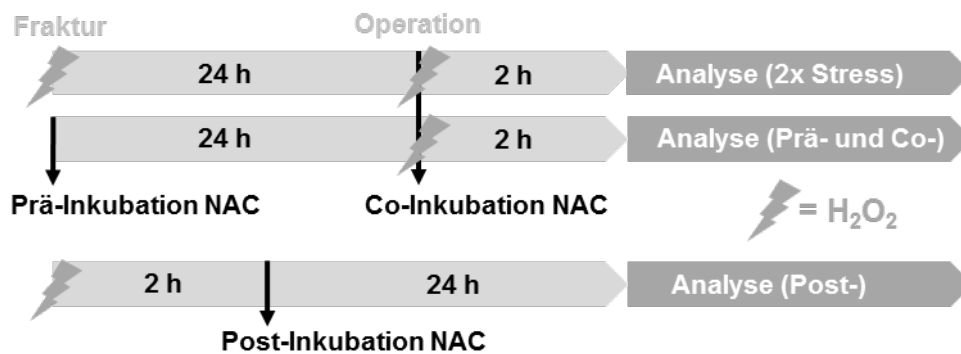 Fraktur Operation
24 h 2 h Analyse (2x Stress)
24 h 2 h Analyse (Prä- und Co-)
Prä-Inkubation NAC Co-Inkubation NAC
= H₂O₂
2 h 24 h Analyse (Post-)
Post-Inkubation NAC